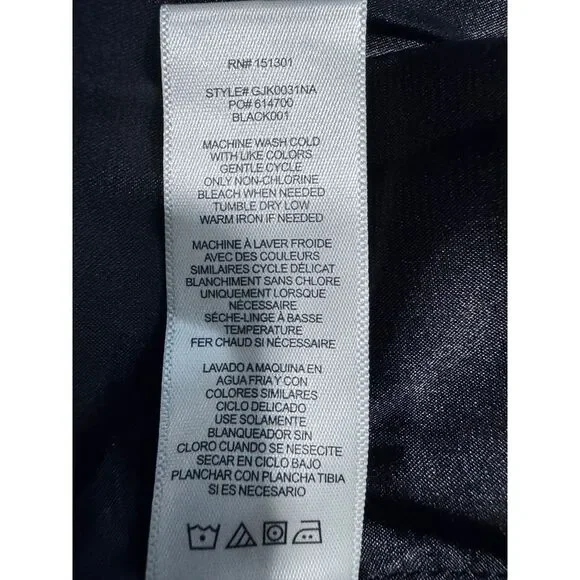 RN# 151301
STYLE# GJK0031NA
PO# 614700
BLACK001
MACHINE WASH COLD
WITH LIKE COLORS
GENTLE CYCLE
ONLY NON-CHLORINE
BLEACH WHEN NEEDED
TUMBLE DRY LOW
WARM IRON IF NEEDED
MACHINE À LAVER FROIDE
AVEC DES COULEURS
SIMILAIRES CYCLE DÉLICAT
BLANCHIMENT SANS CHLORE
UNIQUEMENT LORSQUE
NÉCESSAIRE
SÉCHE-LINGE À BASSE
TEMPERATURE
FER CHAUD SI NÉCESSAIRE
LAVADO A MAQUINA EN
AGUA FRIA Y CON
COLORES SIMILARES
CICLO DELICADO
USE SOLAMENTE
BLANQUEADOR SIN
CLORO CUANDO SE NESECITE
SECAR EN CICLO BAJO
PLANCHAR CON PLANCHA TIBIA
SI ES NECESARIO